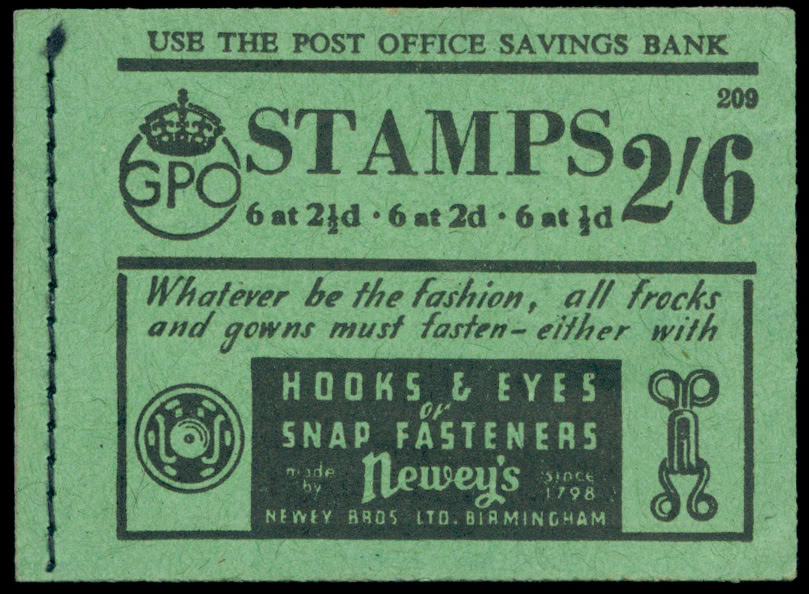 USE THE POST OFFICE SAVINGS BANK
209
GPO
STAMPS 2/6
6 at 2½d · 6 at 2d · 6 at ½d
Whatever be the fashion, all frocks
and gowns must fasten - either with
HOOKS & EYES
or
SNAP FASTENERS
made by Newey's since 1798
NEWEY BROS LTD. BIRMINGHAM